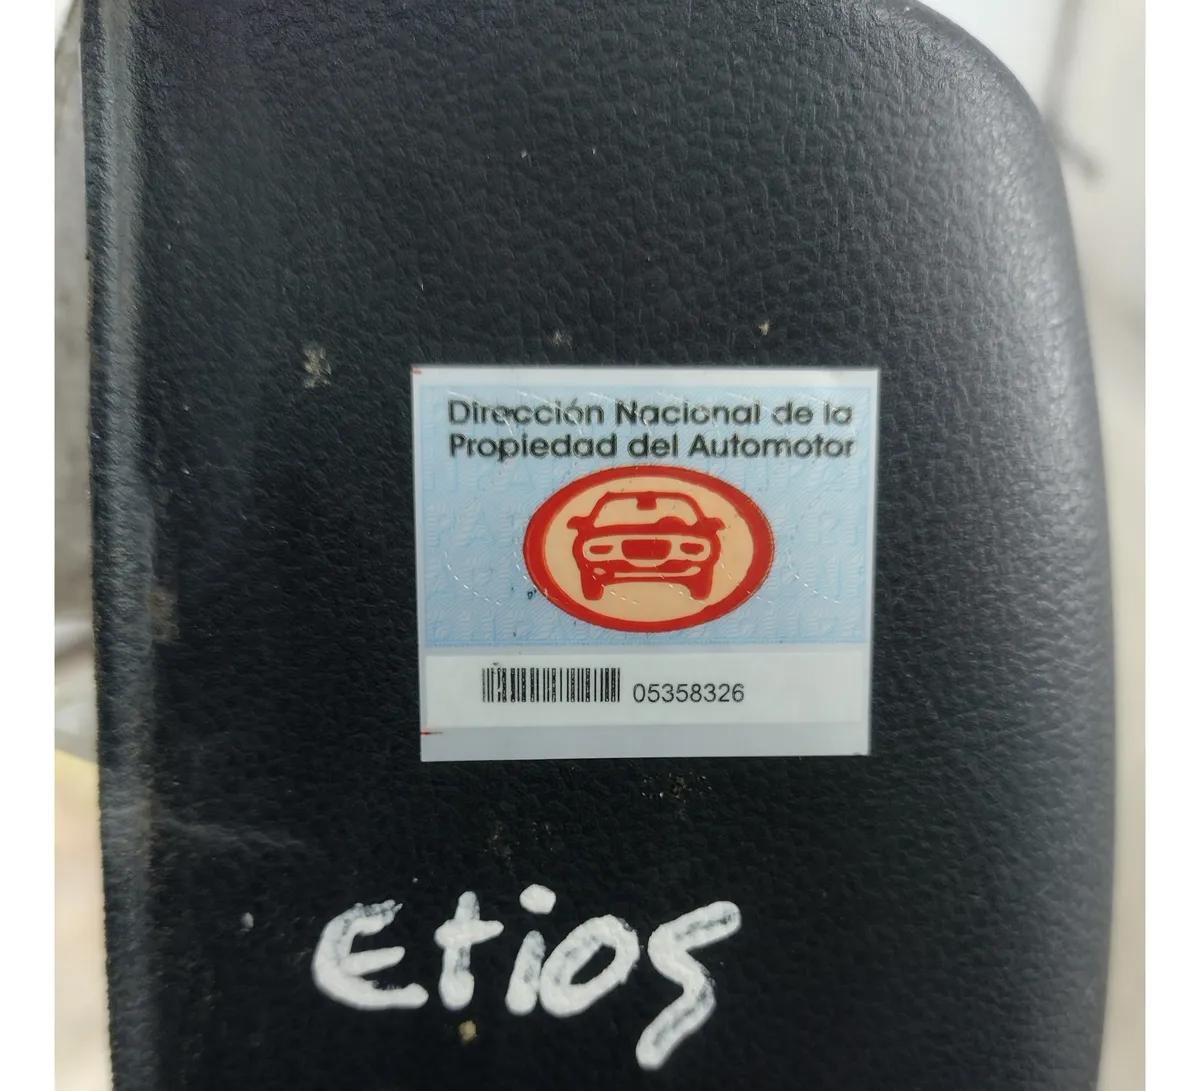 Dirección Nacional de la
Propiedad del Automotor
05358326
Etios